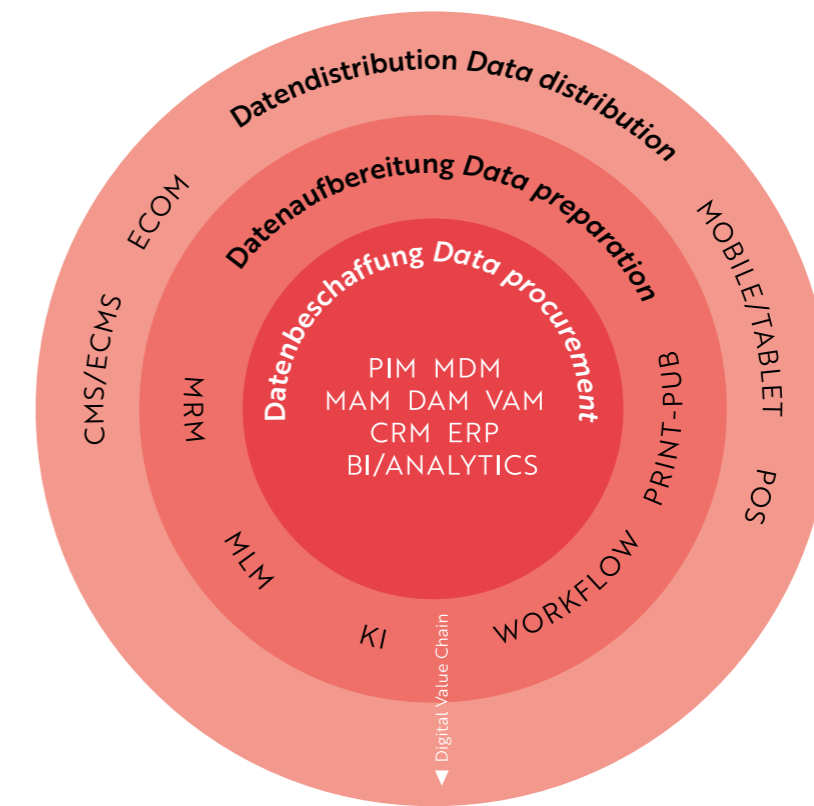 Datendistribution Data distribution
ECOM
CMS/ECMS
MOBILE/TABLET
POS
Datenaufbereitung Data preparation
MRM
MLM
KI
WORKFLOW
PRINT-PUB
Datenbeschaffung Data procurement
PIM MDM
MAM DAM VAM
CRM ERP
BI/ANALYTICS
Digital Value Chain